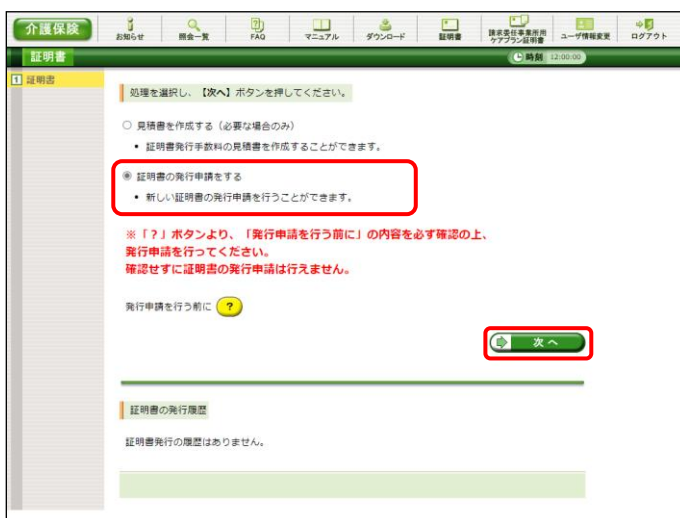 介護保険
お知らせ
照会一覧
FAQ
マニュアル
ダウンロード
証明書
請求委任事業所用
ケアプラン証明書
ユーザ情報変更
ログアウト
証明書
時刻 12:00:00
1 証明書
処理を選択し、【次へ】ボタンを押してください。
見積書を作成する（必要な場合のみ）
• 証明書発行手数料の見積書を作成することができます。
証明書の発行申請をする
• 新しい証明書の発行申請を行うことができます。
※「？」ボタンより、「発行申請を行う前に」の内容を必ず確認の上、
発行申請を行ってください。
確認せずに証明書の発行申請は行えません。
発行申請を行う前に ?
次へ
証明書の発行履歴
証明書発行の履歴はありません。